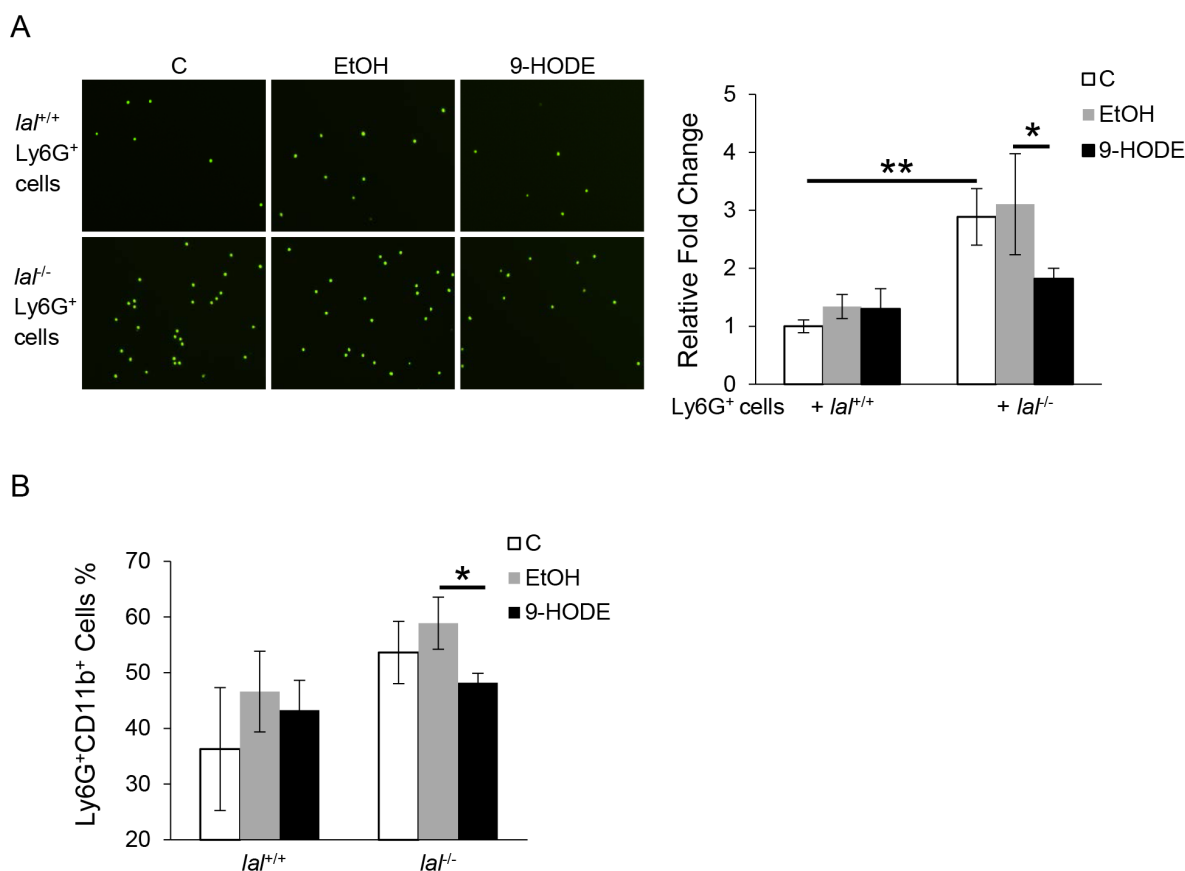 A
C EtOH 9-HODE
lal+/+
Ly6G+
cells
lal-/-
Ly6G+
cells
Relative Fold Change
5
4
3
2
1
0
**
*
C
EtOH
9-HODE
Ly6G+ cells + lal+/+ + lal-/-
B
Ly6G+CD11b+ Cells %
70
60
50
40
30
20
*
C
EtOH
9-HODE
lal+/+ lal-/-